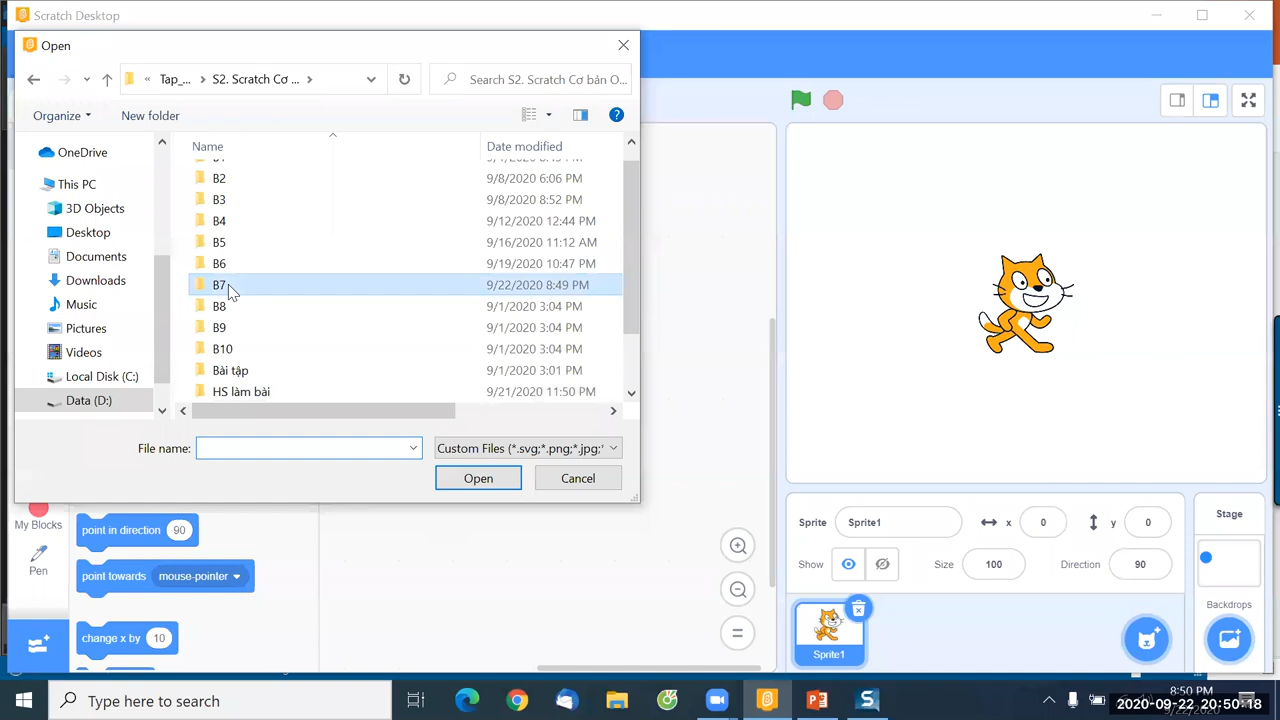 Scratch Desktop
Open
« Tap_... › S2. Scratch Cơ ... ›
Search S2. Scratch Cơ bản O...
Organize
New folder
Name
Date modified
B2
9/8/2020 6:06 PM
B3
9/8/2020 8:52 PM
B4
9/12/2020 12:44 PM
B5
9/16/2020 11:12 AM
B6
9/19/2020 10:47 PM
B7
9/22/2020 8:49 PM
B8
9/1/2020 3:04 PM
B9
9/1/2020 3:04 PM
B10
9/1/2020 3:04 PM
Bài tập
9/1/2020 3:01 PM
HS làm bài
9/21/2020 11:50 PM
OneDrive
This PC
3D Objects
Desktop
Documents
Downloads
Music
Pictures
Videos
Local Disk (C:)
Data (D:)
File name:
Custom Files (*.svg;*.png;*.jpg;*
Open
Cancel
My Blocks
Pen
point in direction 90
point towards mouse-pointer
change x by 10
Sprite
Sprite1
x
0
y
0
Show
Size
100
Direction
90
Sprite1
Stage
Backdrops
Type here to search
8:50 PM
2020-09-22 20:50:18